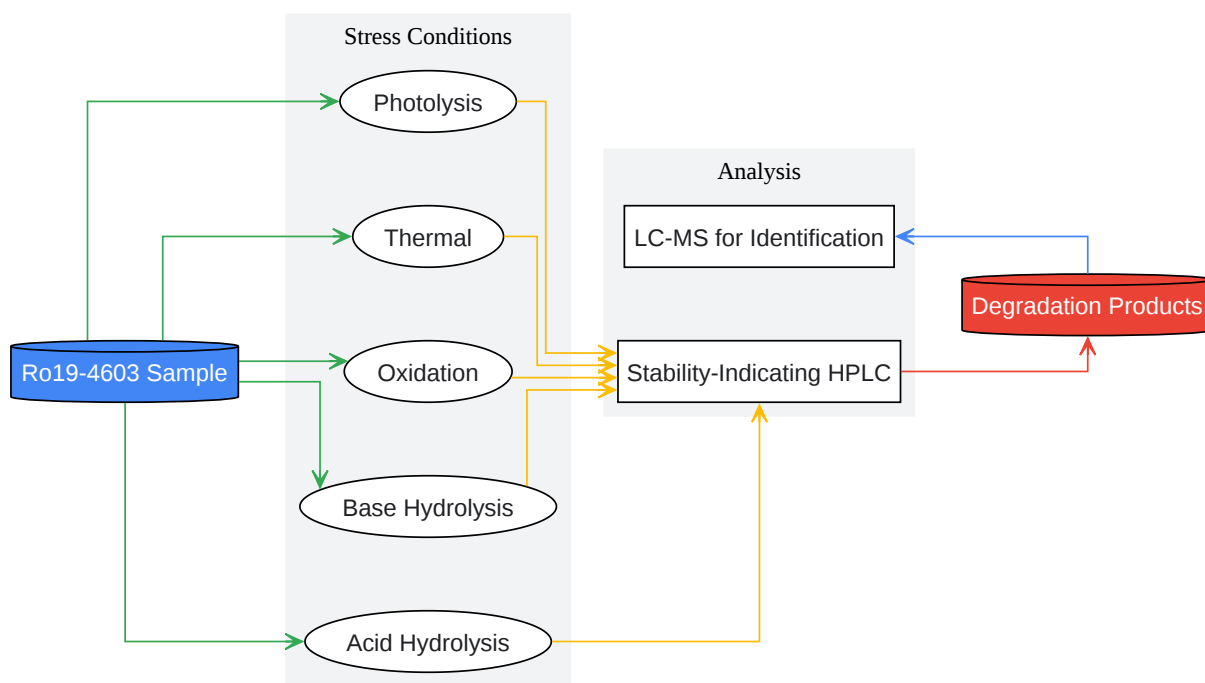 Stress Conditions
Photolysis
Analysis
Thermal
LC-MS for Identification
Degradation Products
Ro19-4603 Sample
Oxidation
Stability-Indicating HPLC
Base Hydrolysis
Acid Hydrolysis